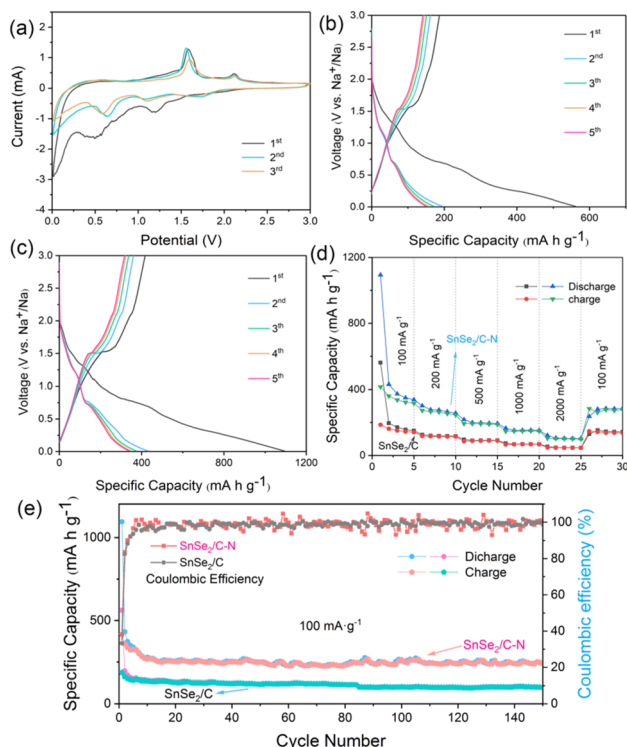 (a)
Current (mA)
3
2
1
0
-1
-2
-3
-4
1st
2nd
3rd
0.0 0.5 1.0 1.5 2.0 2.5 3.0
Potential (V)
(b)
Voltage (V vs. Na+/Na)
3.0
2.5
2.0
1.5
1.0
0.5
0.0
1st
2nd
3th
4th
5th
0 200 400 600
Specific Capacity (mA h g-1)
(c)
Voltage (V vs. Na+/Na)
3.0
2.5
2.0
1.5
1.0
0.5
0.0
1st
2nd
3th
4th
5th
0 400 800 1200
Specific Capacity (mA h g-1)
(d)
Specific Capacity (mA h g-1)
1200
800
400
0
Discharge
charge
SnSe2/C-N
100 mA g-1
200 mA g-1
500 mA g-1
1000 mA g-1
2000 mA g-1
100 mA g-1
SnSe2/C
0 5 10 15 20 25 30
Cycle Number
(e)
Specific Capacity (mA h g-1)
1000
750
500
250
0
SnSe2/C-N
SnSe2/C
Coulombic Efficiency
Dicharge
Charge
100 mA·g-1
SnSe2/C-N
SnSe2/C
100
80
60
40
20
0
Coulombic efficiency (%)
0 20 40 60 80 100 120 140
Cycle Number